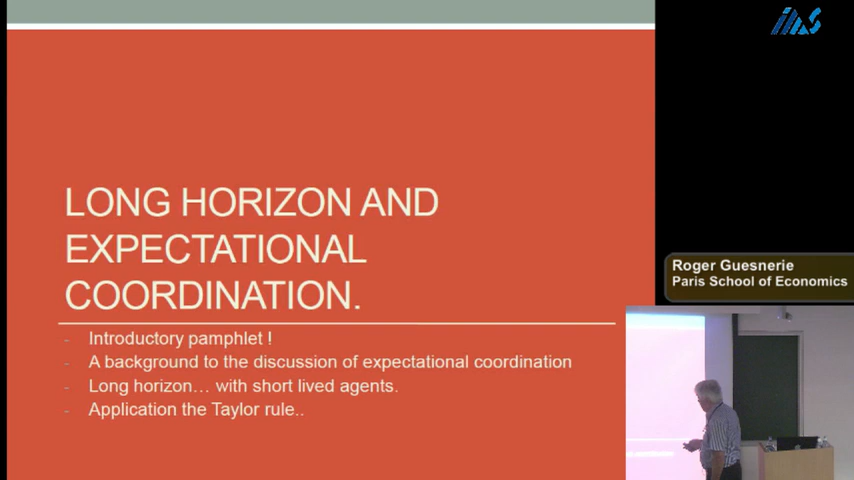 LONG HORIZON AND
EXPECTATIONAL
COORDINATION.
- Introductory pamphlet !
- A background to the discussion of expectational coordination
- Long horizon… with short lived agents.
- Application the Taylor rule..
ias
Roger Guesnerie
Paris School of Economics